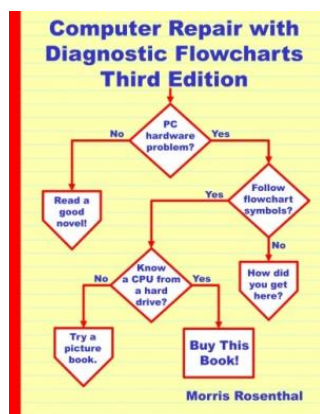 Computer Repair with
Diagnostic Flowcharts
Third Edition
PC
hardware
problem?
No
Yes
Read a
good
novel!
Follow
flowchart
symbols?
Yes
No
Know
a CPU from
a hard
drive?
How did
you get
here?
No
Yes
Try a
picture
book.
Buy This
Book!
Morris Rosenthal